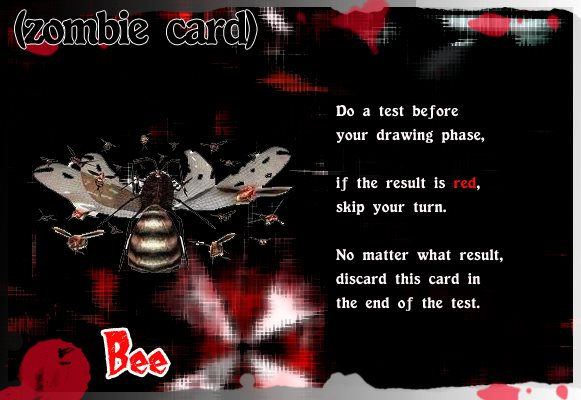 (zombie card)
Do a test before
your drawing phase,
if the result is red,
skip your turn.
No matter what result,
discard this card in
the end of the test.
Bee